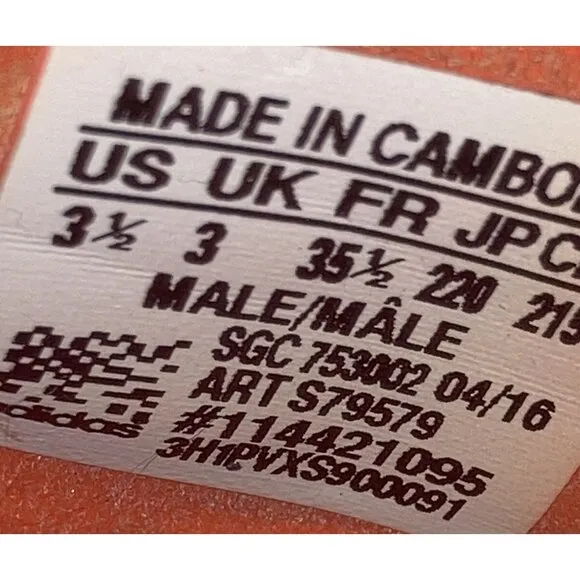 MADE IN CAMBO
US UK FR JP C
3½ 3 35½ 220 215
MALE/MÂLE
SGC 753002 04/16
ART S79579
#114421095
3H1PVXS900091
adidas